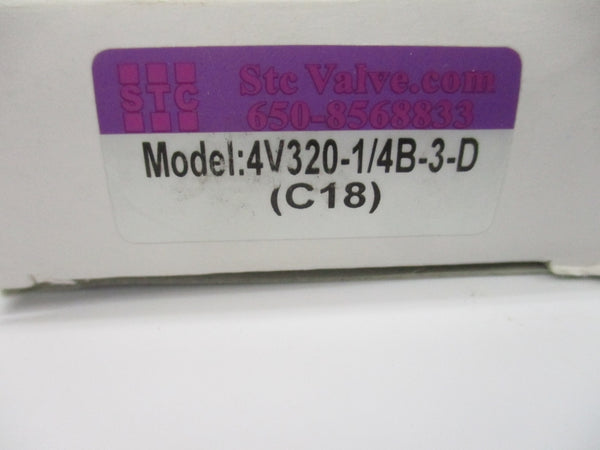 STC
Stc Valve.com
650-8568833
Model:4V320-1/4B-3-D
(C18)